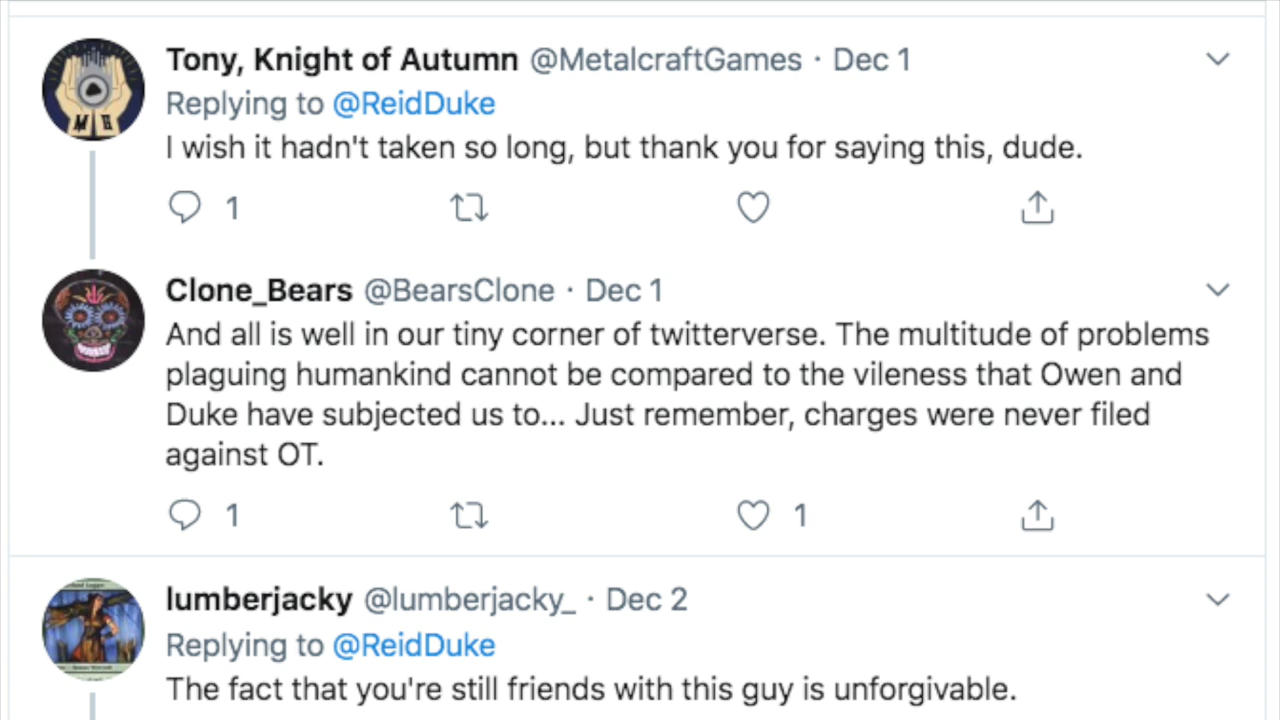 Tony, Knight of Autumn @MetalcraftGames · Dec 1
Replying to @ReidDuke
I wish it hadn't taken so long, but thank you for saying this, dude.
1
Clone_Bears @BearsClone · Dec 1
And all is well in our tiny corner of twitterverse. The multitude of problems
plaguing humankind cannot be compared to the vileness that Owen and
Duke have subjected us to... Just remember, charges were never filed
against OT.
1 1
lumberjacky @lumberjacky_ · Dec 2
Replying to @ReidDuke
The fact that you're still friends with this guy is unforgivable.